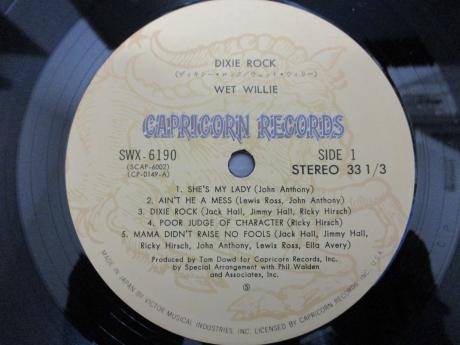 DIXIE ROCK
(ディキシー・ロック/ウェット・ウィリー)
WET WILLIE
CAPRICORN RECORDS
SWX-6190
(SCAP-6002)
(CP-0149-A)
SIDE 1
STEREO 33 1/3
1. SHE'S MY LADY (John Anthony)
2. AIN'T HE A MESS (Lewis Ross, John Anthony)
3. DIXIE ROCK (Jack Hall, Jimmy Hall, Ricky Hirsch)
4. POOR JUDGE OF CHARACTER (Ricky Hirsch)
5. MAMA DIDN'T RAISE NO FOOLS (Jack Hall, Jimmy Hall,
Ricky Hirsch, John Anthony, Lewis Ross, Ella Avery)
Produced by Tom Dowd for Capricorn Records, Inc.
by Special Arrangement with Phil Walden
and Associates, Inc.
Ⓢ
MADE IN JAPAN BY VICTOR MUSICAL INDUSTRIES, INC. LICENSED BY CAPRICORN RECORDS INC. U.S.A.